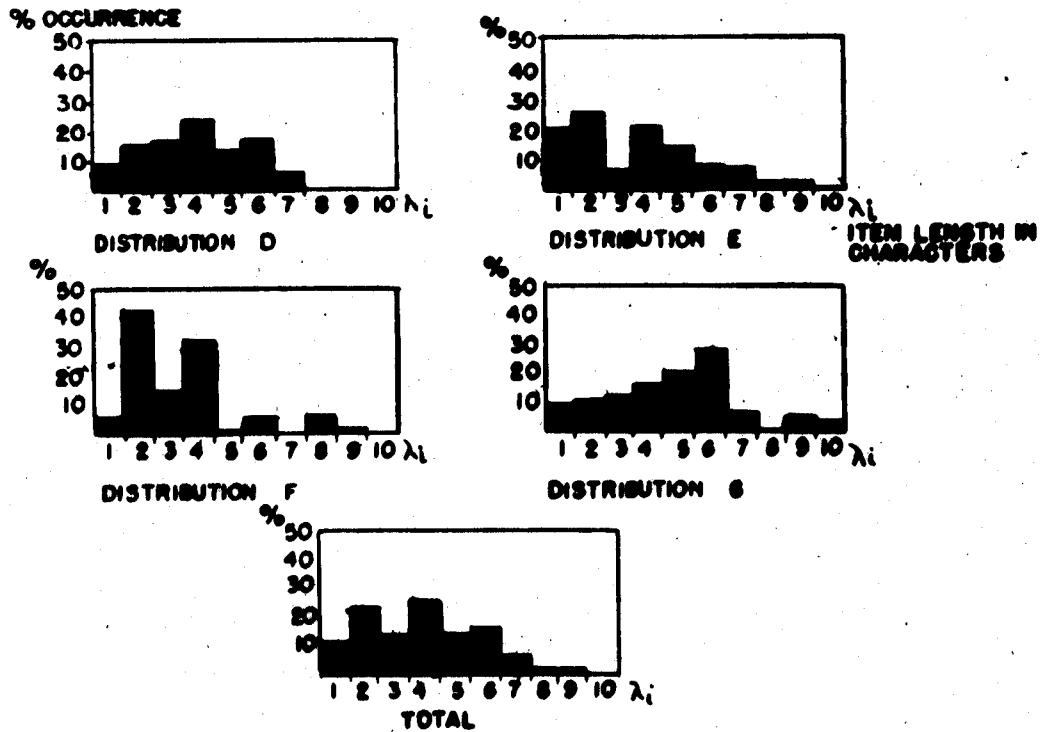 % OCCURRENCE
50
40
30
20
10
1 2 3 4 5 6 7 8 9 10 λi
DISTRIBUTION D
%
50
40
30
20
10
1 2 3 4 5 6 7 8 9 10 λi
ITEM LENGTH IN
CHARACTERS
DISTRIBUTION E
%
50
40
30
20
10
1 2 3 4 5 6 7 8 9 10 λi
DISTRIBUTION F
%
50
40
30
20
10
1 2 3 4 5 6 7 8 9 10 λi
DISTRIBUTION G
%
50
40
30
20
10
1 2 3 4 5 6 7 8 9 10 λi
TOTAL